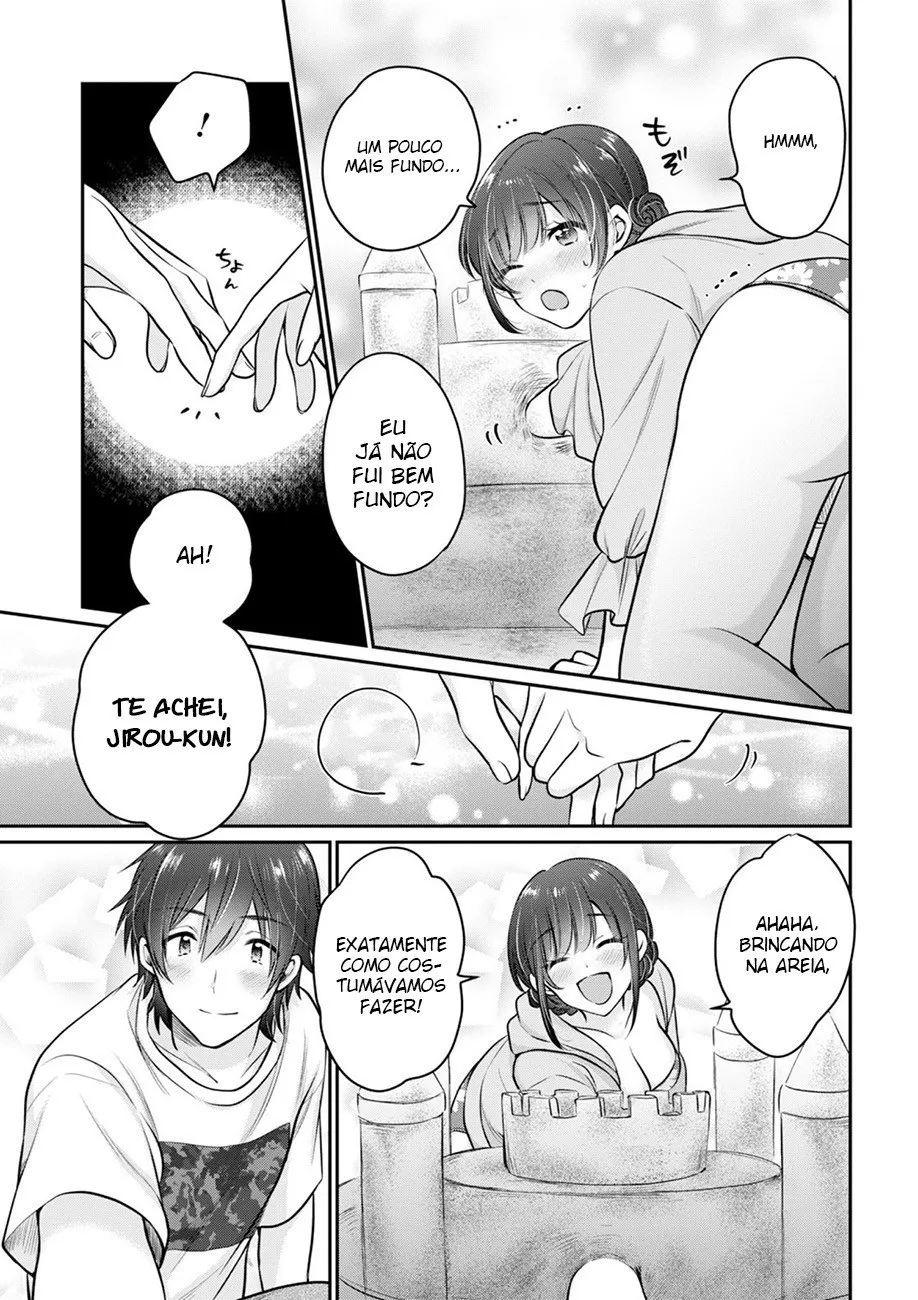 HMMM,
UM POUCO
MAIS FUNDO...
もぞ
EU
JÁ NÃO
FUI BEM
FUNDO?
!
ちょん
AH!
TE ACHEI,
JIROU-KUN!
AHAHA,
BRINCANDO
NA AREIA,
EXATAMENTE
COMO COS-
TUMÁVAMOS
FAZER!